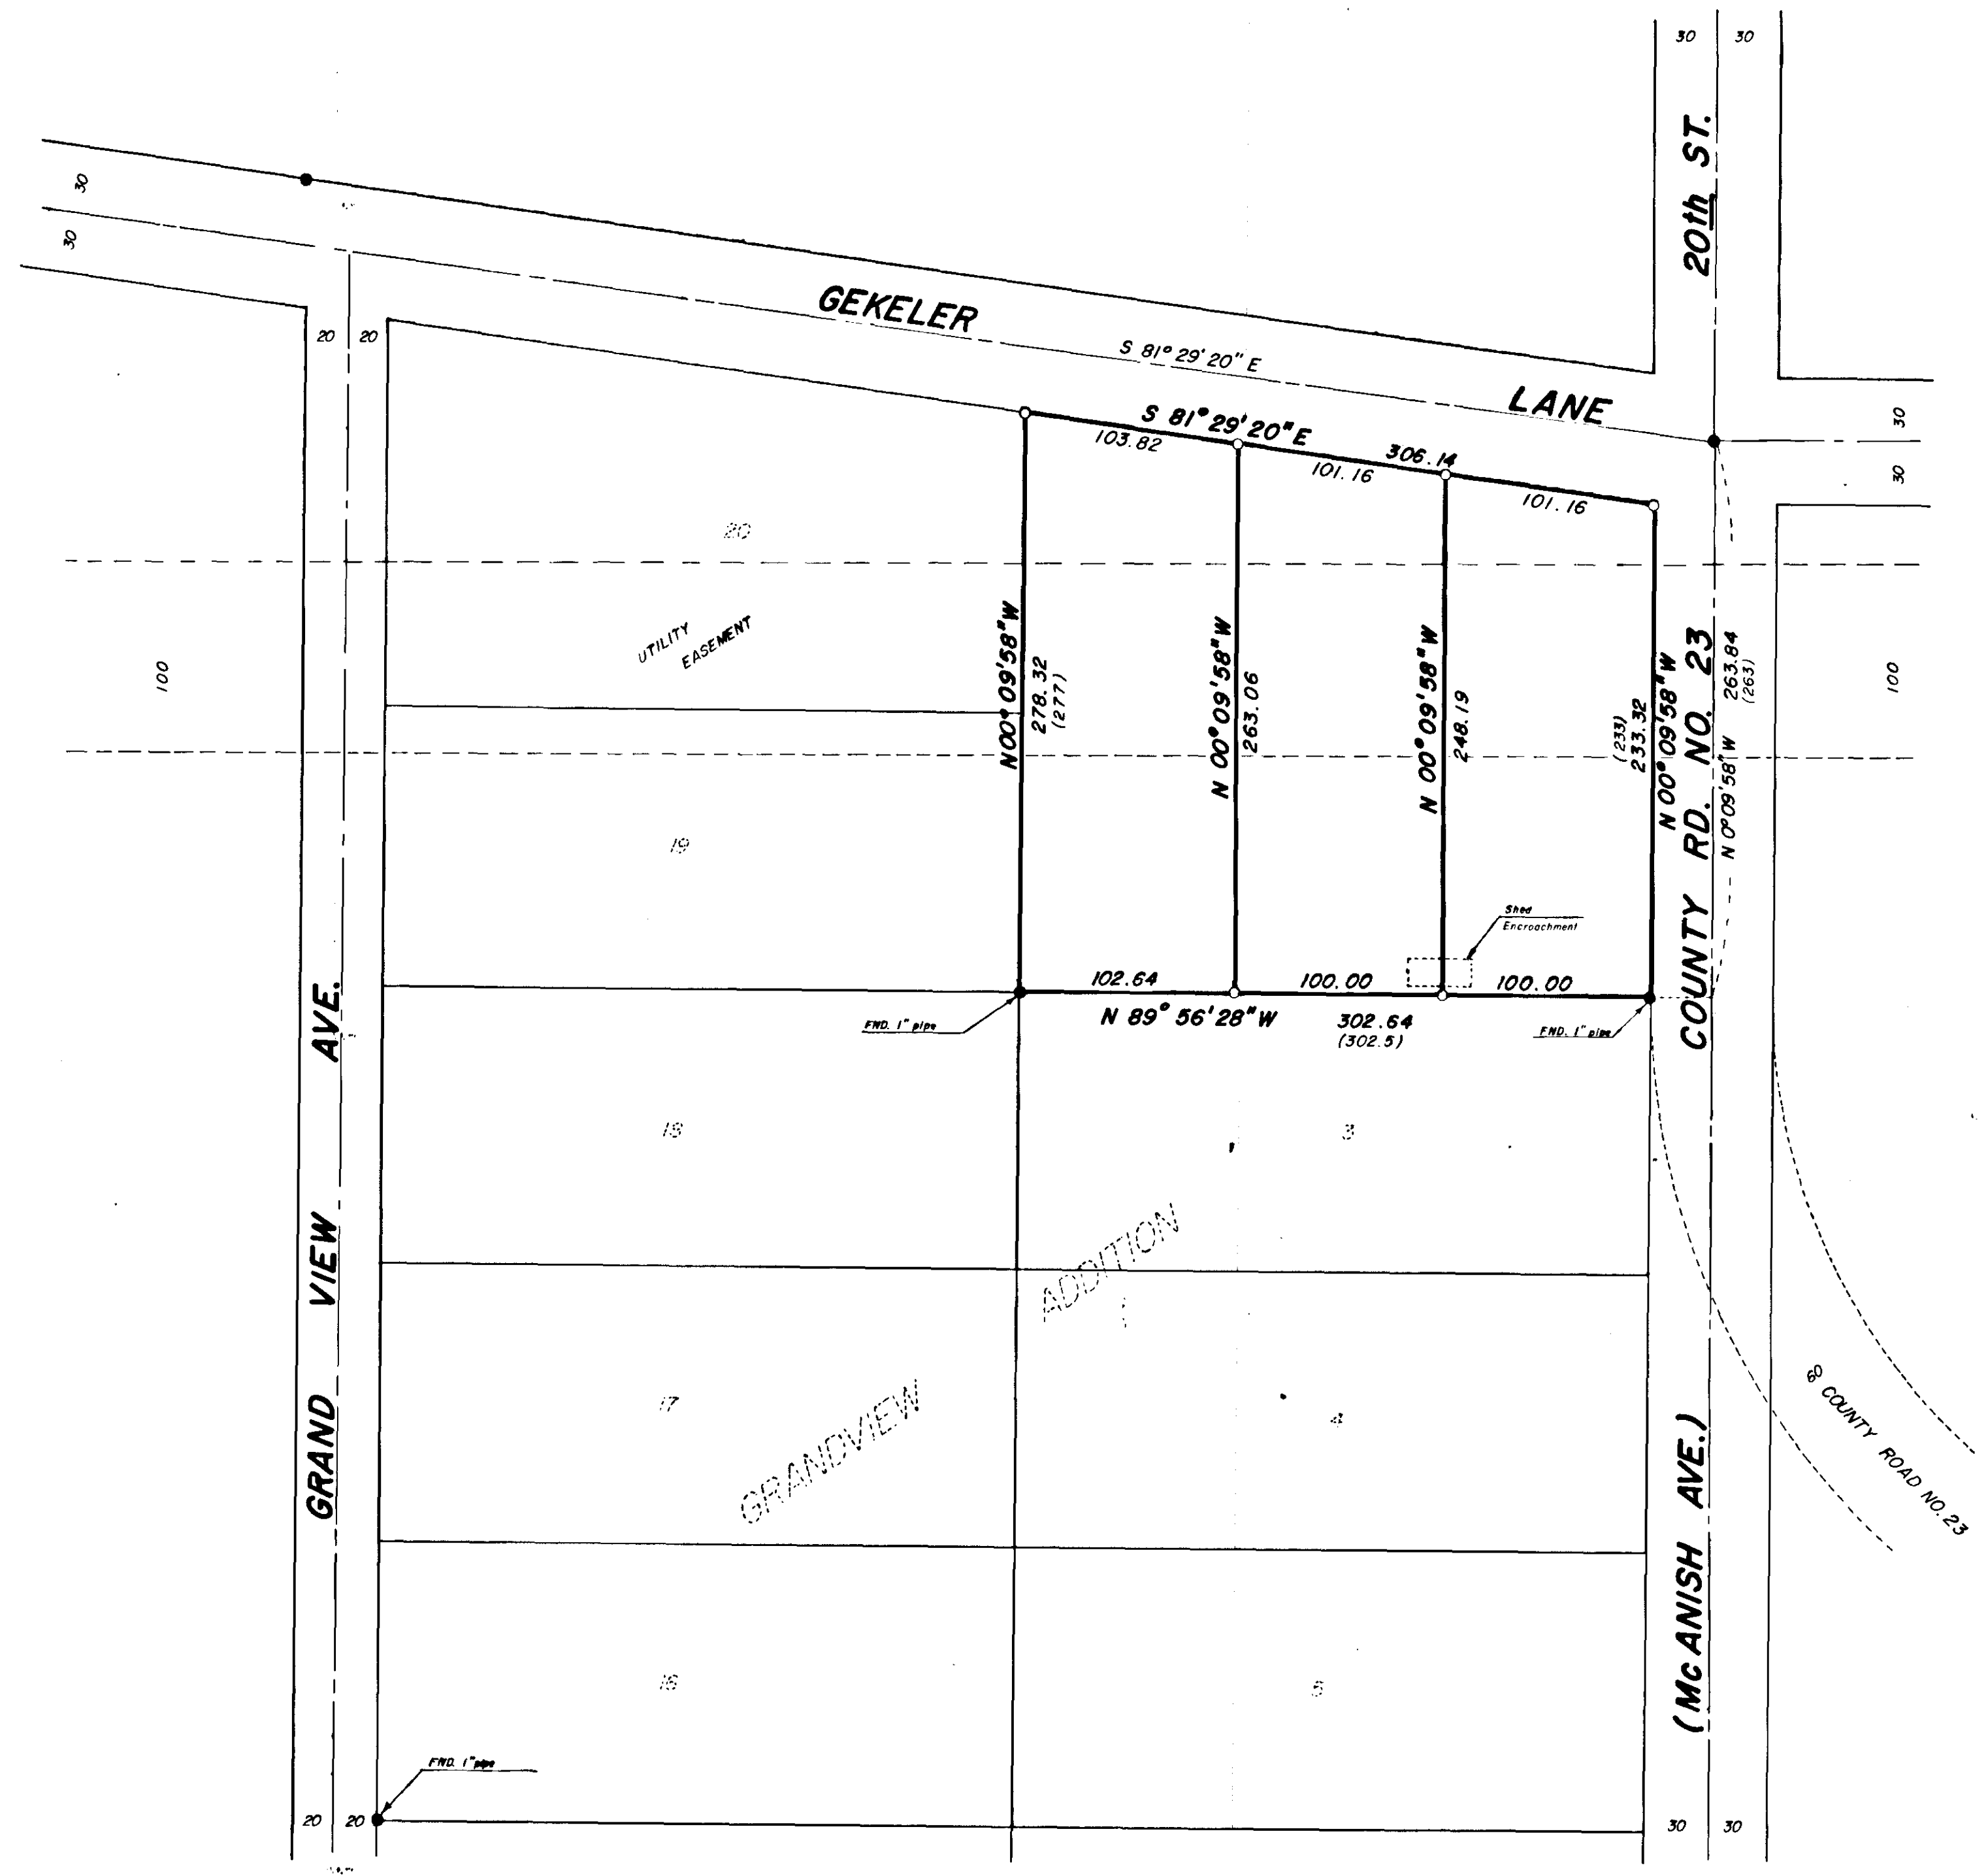 30 30
20th ST.
30
30
GEKELER LANE
S 81° 29' 20" E
20 20
30
30
S 81° 29' 20" E
306.14
103.82
101.16
101.16
20
UTILITY
EASEMENT
100
100
N 00° 09' 58" W
278.32
(277)
N 00° 09' 58" W
263.06
N 00° 09' 58" W
248.19
(233)
233.32
N 00° 09' 58" W
COUNTY RD. NO. 23
N 0° 09' 58" W 263.84
(263)
19
Shed
Encroachment
102.64
100.00
100.00
FND. 1" pipe
N 89° 56' 28" W
302.64
(302.5)
FND. 1" pipe
GRAND VIEW AVE.
18
3
ADDITION
17
GRANDVIEW
4
60 COUNTY ROAD NO. 23
(McANISH AVE.)
16
5
FND. 1" pipe
20 20
30 30